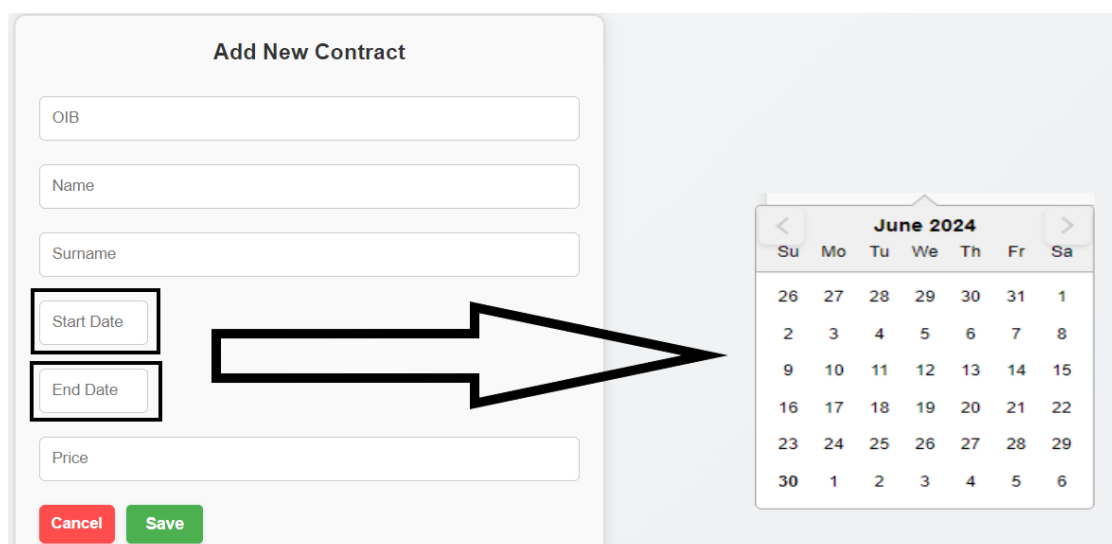 Add New Contract
OIB
Name
Surname
Start Date
End Date
Price
Cancel Save
< June 2024 >
Su Mo Tu We Th Fr Sa
26 27 28 29 30 31 1
2 3 4 5 6 7 8
9 10 11 12 13 14 15
16 17 18 19 20 21 22
23 24 25 26 27 28 29
30 1 2 3 4 5 6